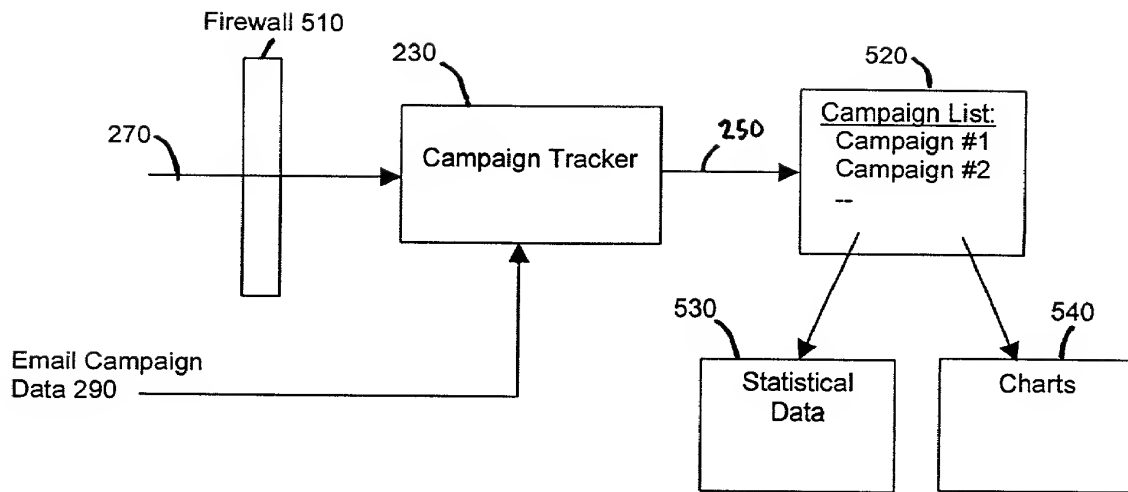 Firewall 510
230
520
270
Campaign Tracker
250
Campaign List:
Campaign #1
Campaign #2
--
530
540
Email Campaign
Data 290
Statistical
Data
Charts